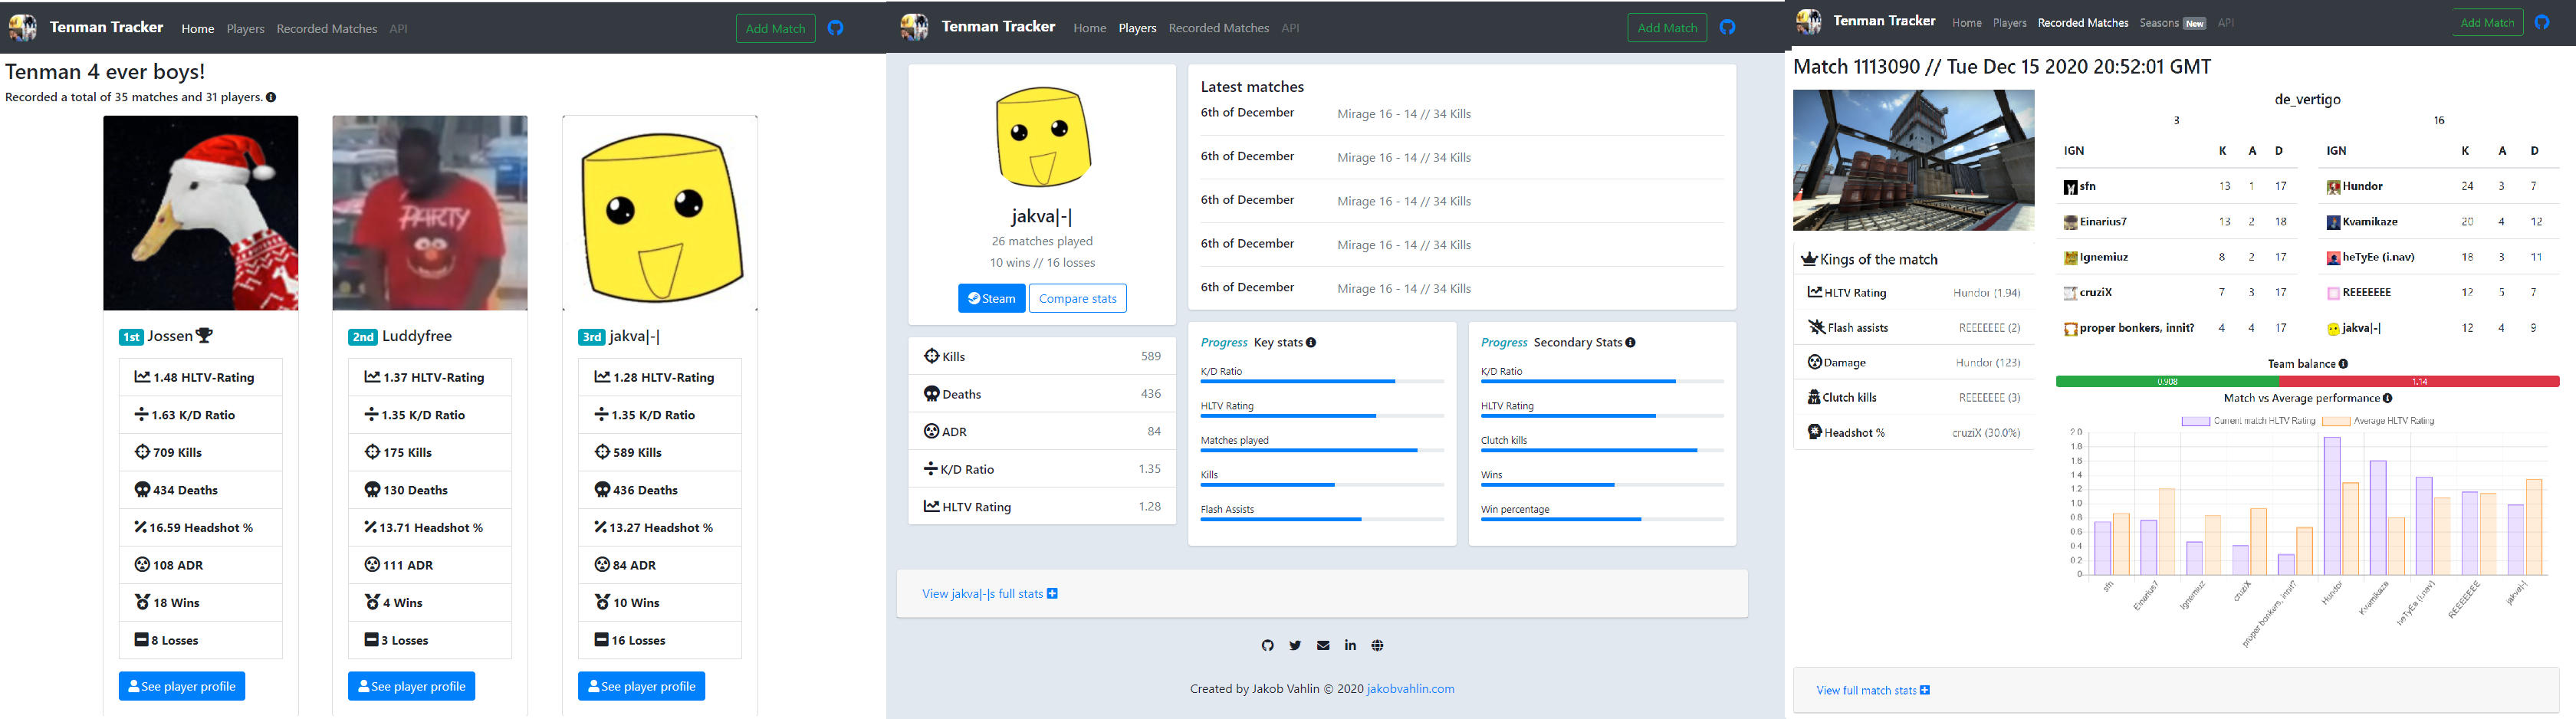 Tenman Tracker Home Players Recorded Matches API Add Match
Tenman 4 ever boys!
Recorded a total of 35 matches and 31 players.
PARTY
1st Jossen
1.48 HLTV-Rating
1.63 K/D Ratio
709 Kills
434 Deaths
16.59 Headshot %
108 ADR
18 Wins
8 Losses
See player profile
2nd Luddyfree
1.37 HLTV-Rating
1.35 K/D Ratio
175 Kills
130 Deaths
13.71 Headshot %
111 ADR
4 Wins
3 Losses
See player profile
3rd jakva|-|
1.28 HLTV-Rating
1.35 K/D Ratio
589 Kills
436 Deaths
13.27 Headshot %
84 ADR
10 Wins
16 Losses
See player profile
Tenman Tracker Home Players Recorded Matches API Add Match
jakva|-|
26 matches played
10 wins // 16 losses
Steam Compare stats
Kills 589
Deaths 436
ADR 84
K/D Ratio 1.35
HLTV Rating 1.28
Latest matches
6th of December Mirage 16 - 14 // 34 Kills
6th of December Mirage 16 - 14 // 34 Kills
6th of December Mirage 16 - 14 // 34 Kills
6th of December Mirage 16 - 14 // 34 Kills
6th of December Mirage 16 - 14 // 34 Kills
Progress Key stats
K/D Ratio
HLTV Rating
Matches played
Kills
Flash Assists
Progress Secondary Stats
K/D Ratio
HLTV Rating
Clutch kills
Wins
Win percentage
View jakva|-|s full stats
Created by Jakob Vahlin © 2020 jakobvahlin.com
Tenman Tracker Home Players Recorded Matches Seasons New API Add Match
Match 1113090 // Tue Dec 15 2020 20:52:01 GMT
Kings of the match
HLTV Rating Hundor (1.94)
Flash assists REEEEEEE (2)
Damage Hundor (123)
Clutch kills REEEEEEE (3)
Headshot % cruziX (30.0%)
de_vertigo
3 16
IGN K A D
sfn 13 1 17
Einarius7 13 2 18
Ignemiuz 8 2 17
cruziX 7 3 17
proper bonkers, innit? 4 4 17
IGN K A D
Hundor 24 3 7
Kvamikaze 20 4 12
heTyEe (i.nav) 18 3 11
REEEEEEE 12 5 7
jakva|-| 12 4 9
Team balance
0.908 1.14
Match vs Average performance
Current match HLTV Rating Average HLTV Rating
2.0
1.8
1.6
1.4
1.2
1.0
0.8
0.6
0.4
0.2
0
sfn
Einarius7
Ignemiuz
cruziX
proper bonkers, innit?
Hundor
Kvamikaze
heTyEe (i.nav)
REEEEEEE
jakva|-|
View full match stats